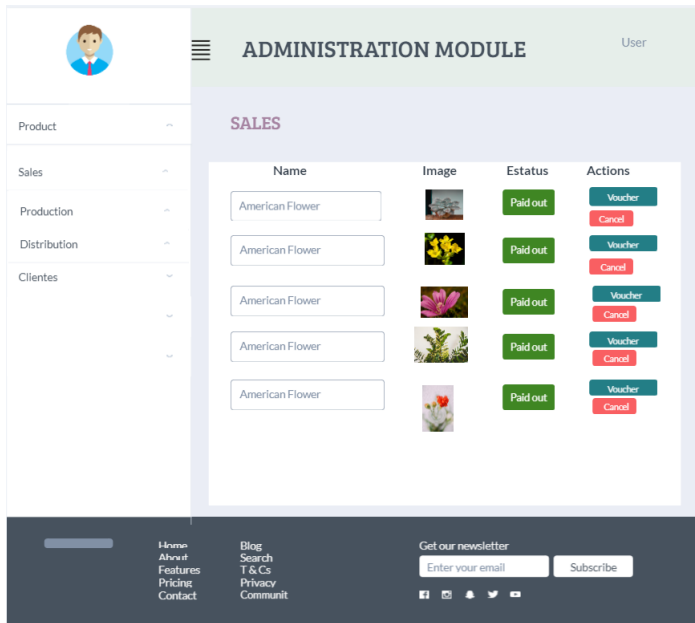 ADMINISTRATION MODULE
User
Product
Sales
Production
Distribution
Clientes
SALES
Name Image Estatus Actions
American Flower Paid out Voucher
Cancel
American Flower Paid out Voucher
Cancel
American Flower Paid out Voucher
Cancel
American Flower Paid out Voucher
Cancel
American Flower Paid out Voucher
Cancel
Home
About
Features
Pricing
Contact
Blog
Search
T & Cs
Privacy
Communit
Get our newsletter
Enter your email Subscribe